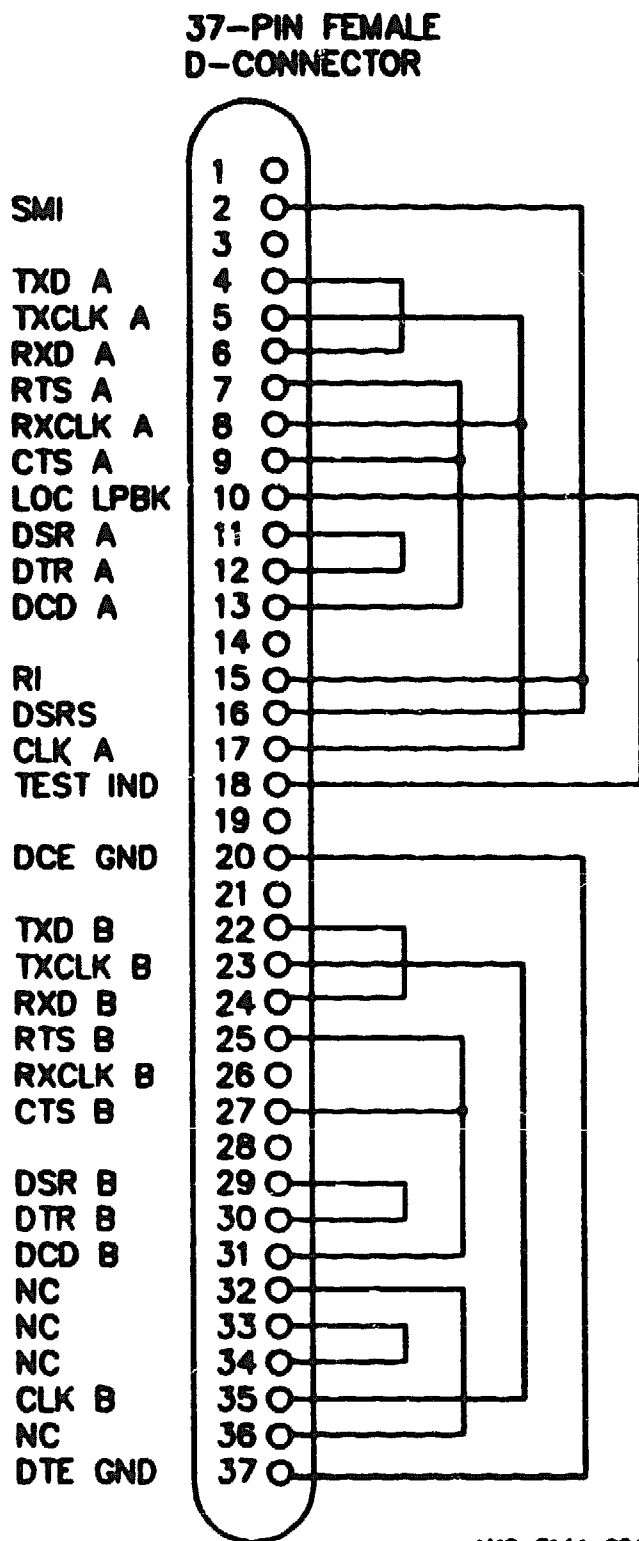 37-PIN FEMALE
D-CONNECTOR
1
SMI 2
3
TXD A 4
TXCLK A 5
RXD A 6
RTS A 7
RXCLK A 8
CTS A 9
LOC LPBK 10
DSR A 11
DTR A 12
DCD A 13
14
RI 15
DSRS 16
CLK A 17
TEST IND 18
19
DCE GND 20
21
TXD B 22
TXCLK B 23
RXD B 24
RTS B 25
RXCLK B 26
CTS B 27
28
DSR B 29
DTR B 30
DCD B 31
NC 32
NC 33
NC 34
CLK B 35
NC 36
DTE GND 37